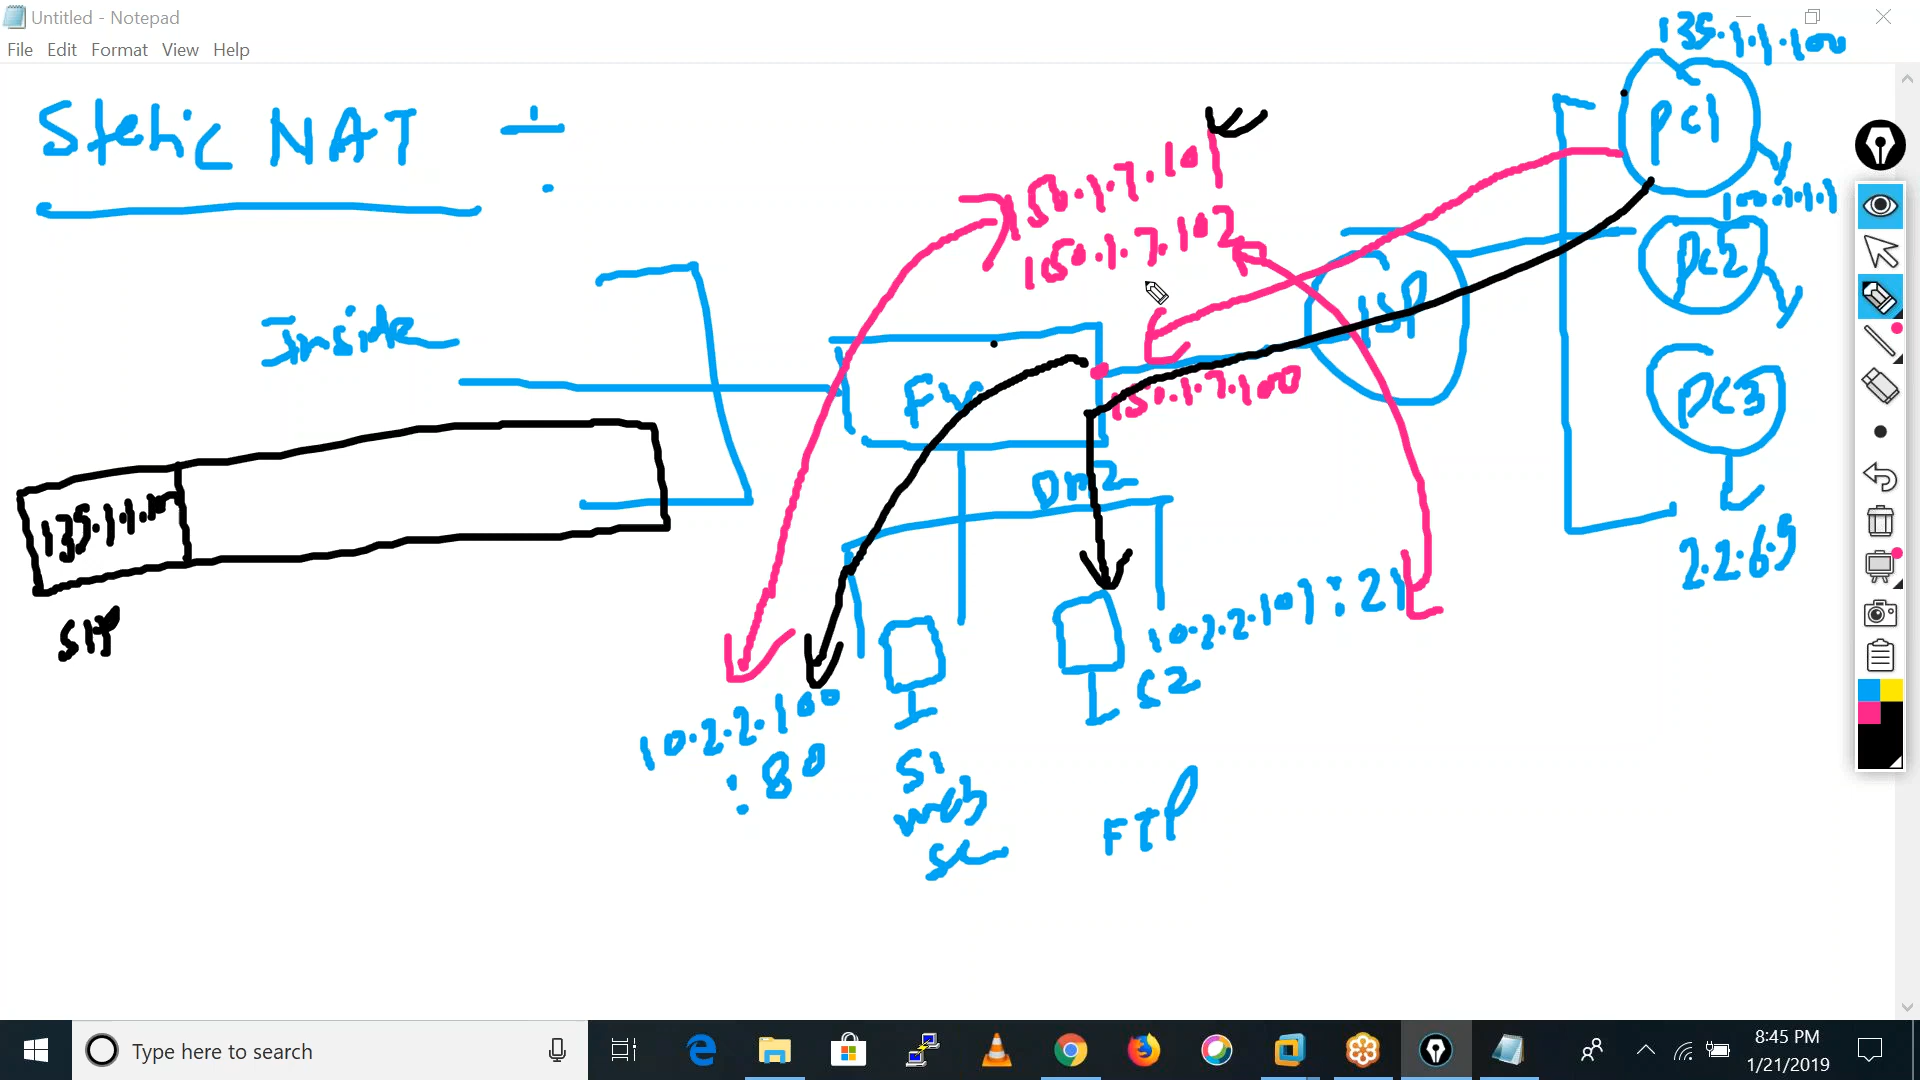 Untitled - Notepad
File Edit Format View Help
135.1.1.100
Static NAT
PC1
150.1.7.101
100.1.1.1
150.1.7.102
PC2
ISP
Inside
FW
150.1.7.100
PC3
DMZ
135.1.1.100
2.2.6.9
10.2.2.101:21
SIP
S2
10.2.2.100
:80
S1
Web
FTP
Type here to search
8:45 PM
1/21/2019